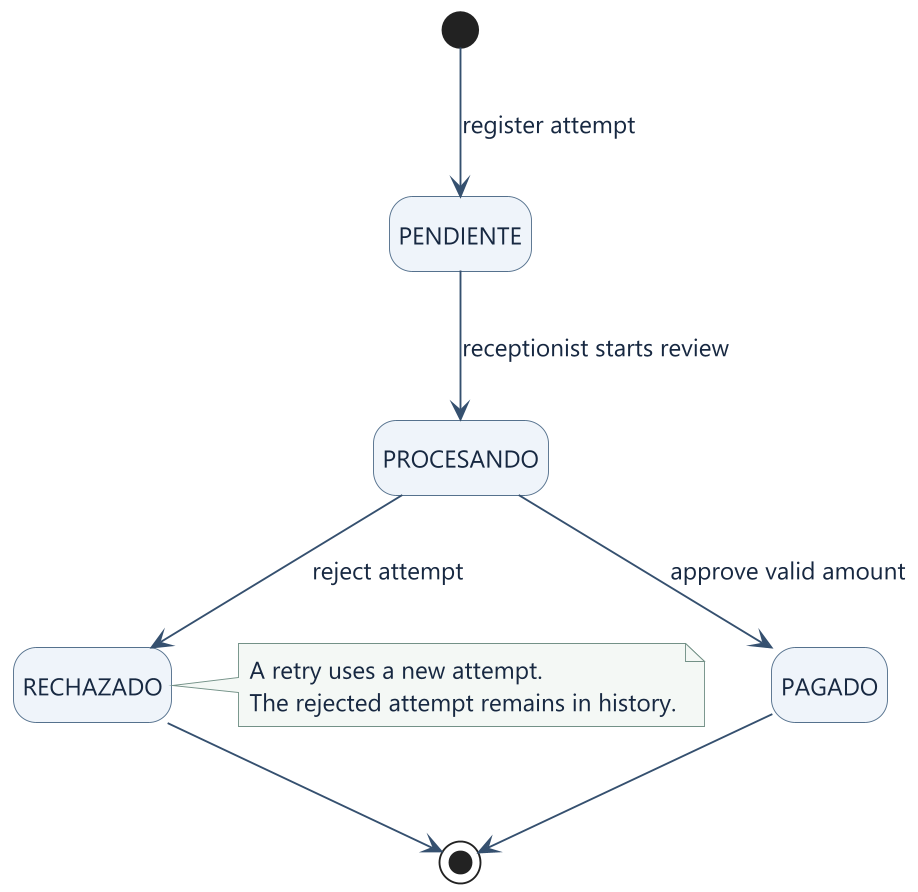 register attempt
PENDIENTE
receptionist starts review
PROCESANDO
reject attempt
approve valid amount
RECHAZADO
A retry uses a new attempt.
The rejected attempt remains in history.
PAGADO